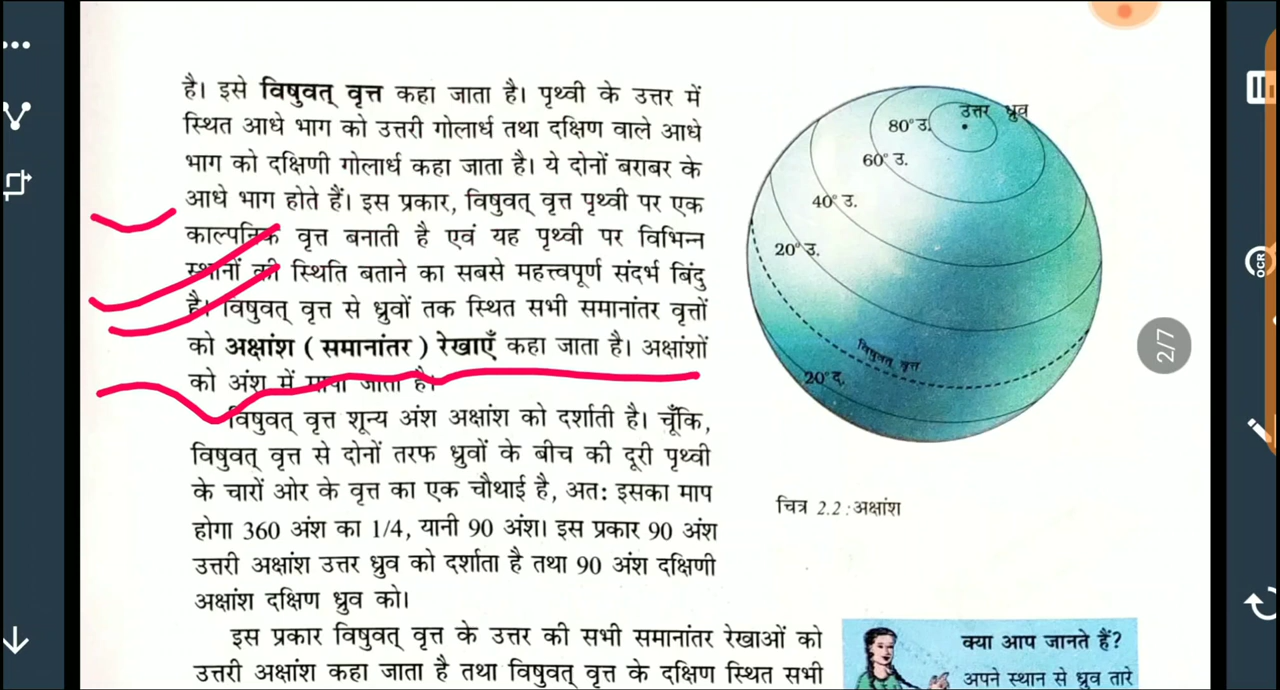 है। इसे विषुवत् वृत्त कहा जाता है। पृथ्वी के उत्तर में
स्थित आधे भाग को उत्तरी गोलार्ध तथा दक्षिण वाले आधे
भाग को दक्षिणी गोलार्ध कहा जाता है। ये दोनों बराबर के
आधे भाग होते हैं। इस प्रकार, विषुवत् वृत्त पृथ्वी पर एक
काल्पनिक वृत्त बनाती है एवं यह पृथ्वी पर विभिन्न
स्थानों की स्थिति बताने का सबसे महत्त्वपूर्ण संदर्भ बिंदु
है। विषुवत् वृत्त से ध्रुवों तक स्थित सभी समानांतर वृत्तों
को अक्षांश ( समानांतर ) रेखाएँ कहा जाता है। अक्षांशों
को अंश में मापा जाता है।
विषुवत् वृत्त शून्य अंश अक्षांश को दर्शाती है। चूँकि,
विषुवत् वृत्त से दोनों तरफ ध्रुवों के बीच की दूरी पृथ्वी
के चारों ओर के वृत्त का एक चौथाई है, अत: इसका माप
होगा 360 अंश का 1/4, यानी 90 अंश। इस प्रकार 90 अंश
उत्तरी अक्षांश उत्तर ध्रुव को दर्शाता है तथा 90 अंश दक्षिणी
अक्षांश दक्षिण ध्रुव को।
इस प्रकार विषुवत् वृत्त के उत्तर की सभी समानांतर रेखाओं को
उत्तरी अक्षांश कहा जाता है तथा विषुवत् वृत्त के दक्षिण स्थित सभी
उत्तर ध्रुव
80° उ.
60° उ.
40° उ.
20° उ.
विषुवत् वृत्त
20° द.
चित्र 2.2 : अक्षांश
क्या आप जानते हैं?
अपने स्थान से ध्रुव तारे
OCR
2/7